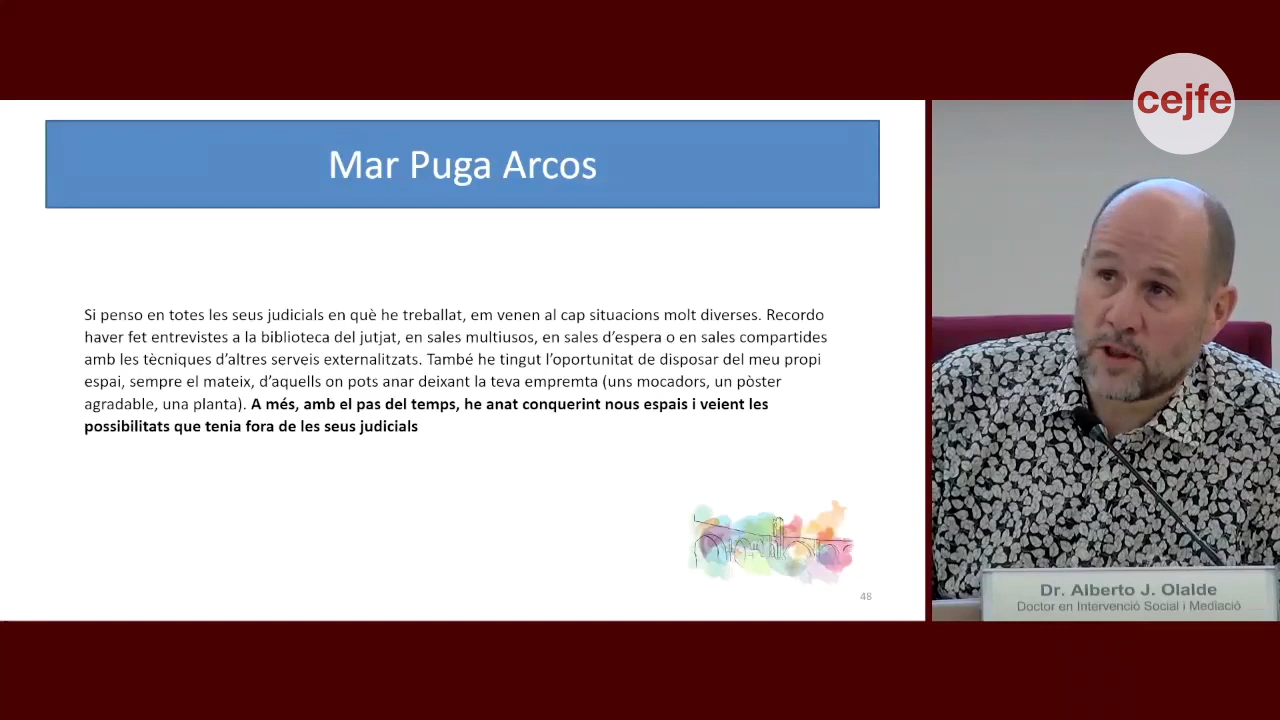 cejfe
Mar Puga Arcos
Si penso en totes les seus judicials en què he treballat, em venen al cap situacions molt diverses. Recordo
haver fet entrevistes a la biblioteca del jutjat, en sales multiusos, en sales d'espera o en sales compartides
amb les tècniques d'altres serveis externalitzats. També he tingut l'oportunitat de disposar del meu propi
espai, sempre el mateix, d'aquells on pots anar deixant la teva empremta (uns mocadors, un pòster
agradable, una planta). A més, amb el pas del temps, he anat conquerint nous espais i veient les
possibilitats que tenia fora de les seus judicials
48
Dr. Alberto J. Olalde
Doctor en Intervenció Social i Mediació